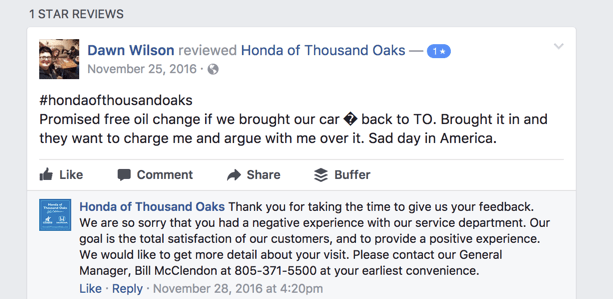 1 STAR REVIEWS
Dawn Wilson reviewed Honda of Thousand Oaks — 1★
November 25, 2016 ·
#hondaofthousandoaks
Promised free oil change if we brought our car � back to TO. Brought it in and
they want to charge me and argue with me over it. Sad day in America.
Like Comment Share Buffer
Honda of Thousand Oaks Thank you for taking the time to give us your feedback.
We are so sorry that you had a negative experience with our service department. Our
goal is the total satisfaction of our customers, and to provide a positive experience.
We would like to get more detail about your visit. Please contact our General
Manager, Bill McClendon at 805-371-5500 at your earliest convenience.
Like · Reply · November 28, 2016 at 4:20pm